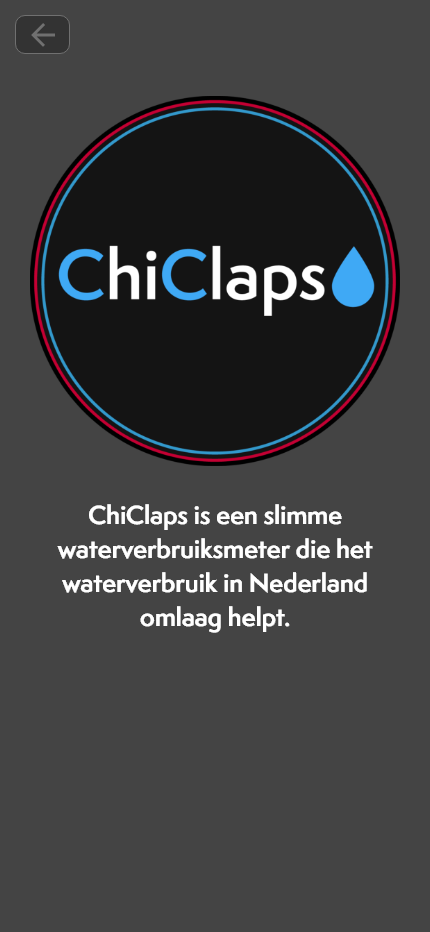 ChiClaps
ChiClaps is een slimme
waterverbruiksmeter die het
waterverbruik in Nederland
omlaag helpt.